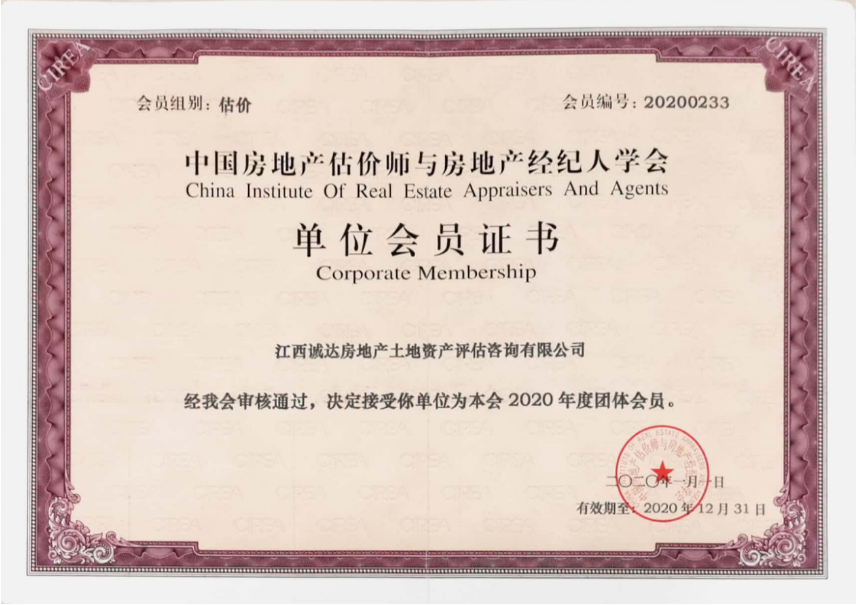 CIREA
CIREA
会员组别：估价
会员编号：20200233
中国房地产估价师与房地产经纪人学会
China Institute Of Real Estate Appraisers And Agents
单位会员证书
Corporate Membership
江西诚达房地产土地资产评估咨询有限公司
经我会审核通过，决定接受你单位为本会 2020 年度团体会员。
二〇二〇年一月一日
有效期至：2020 年 12 月 31 日